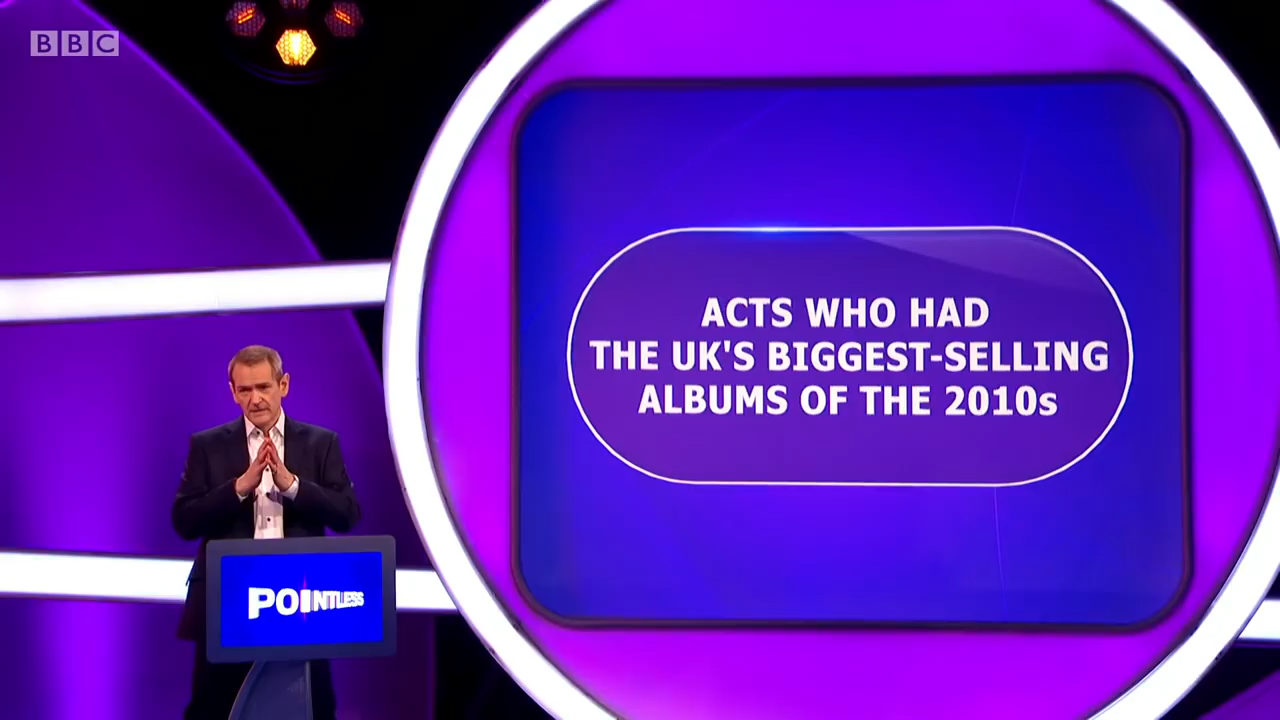 BBC
ACTS WHO HAD
THE UK'S BIGGEST-SELLING
ALBUMS OF THE 2010s
POINTLESS